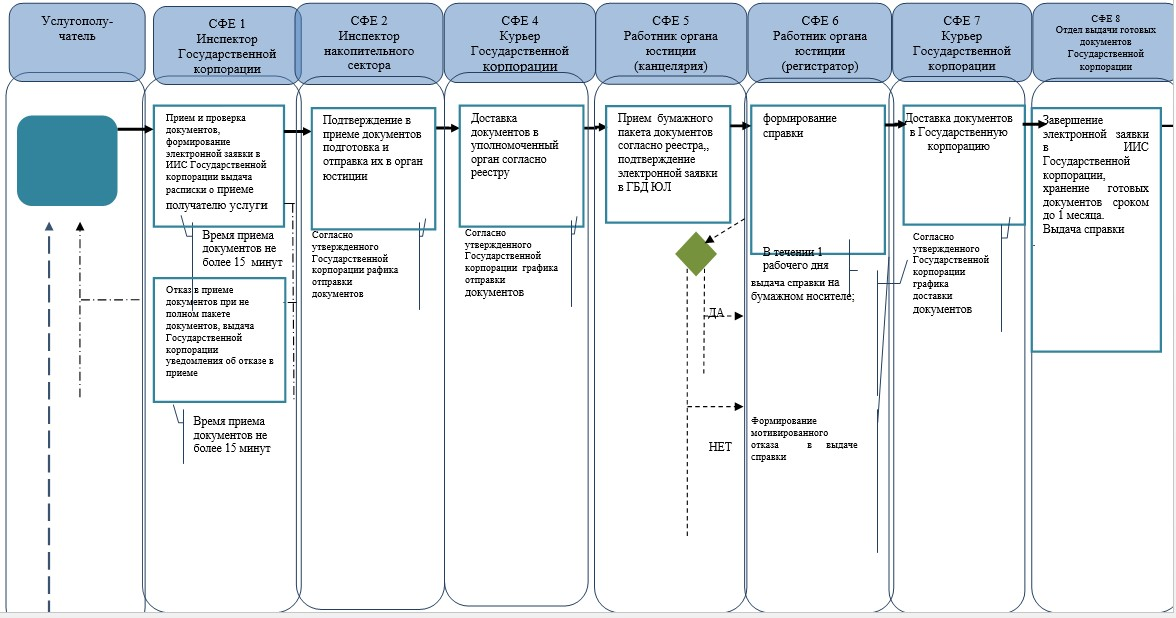 Услугополу-
чатель
СФЕ 1
Инспектор
Государственной
корпорации
СФЕ 2
Инспектор
накопительного
сектора
СФЕ 4
Курьер
Государственной
корпорации
СФЕ 5
Работник органа
юстиции
(канцелярия)
СФЕ 6
Работник органа
юстиции
(регистратор)
СФЕ 7
Курьер
Государственной
корпорации
СФЕ 8
Отдел выдачи готовых
документов
Государственной
корпорации
Прием и проверка
документов,
формирование
электронной заявки в
ИИС Государственной
корпорации выдача
расписки о приеме
получателю услуги
Время приема
документов не
более 15 минут
Отказ в приеме
документов при не
полном пакете
документов, выдача
Государственной
корпорации
уведомления об отказе в
приеме
Время приема
документов не
более 15 минут
Подтверждение в
приеме документов
подготовка и
отправка их в орган
юстиции
Согласно
утвержденного
Государственной
корпорации рафика
отправки
документов
Доставка
документов в
уполномоченный
орган согласно
реестру
Согласно
утвержденного
Государственной
корпорации графика
отправки
документов
Прием бумажного
пакета документов
согласно реестра,,
подтверждение
электронной заявки
в ГБД ЮЛ
ДА
НЕТ
формирование
справки
В течении 1
рабочего дня
выдача справки на
бумажном носителе;
Формирование
мотивированного
отказа в выдаче
справки
Доставка документов
в Государственную
корпорацию
Согласно
утвержденного
Государственной
корпорации
графика
доставки
документов
Завершение
электронной заявки
в ИИС
Государственной
корпорации,
хранение готовых
документов сроком
до 1 месяца.
Выдача справки